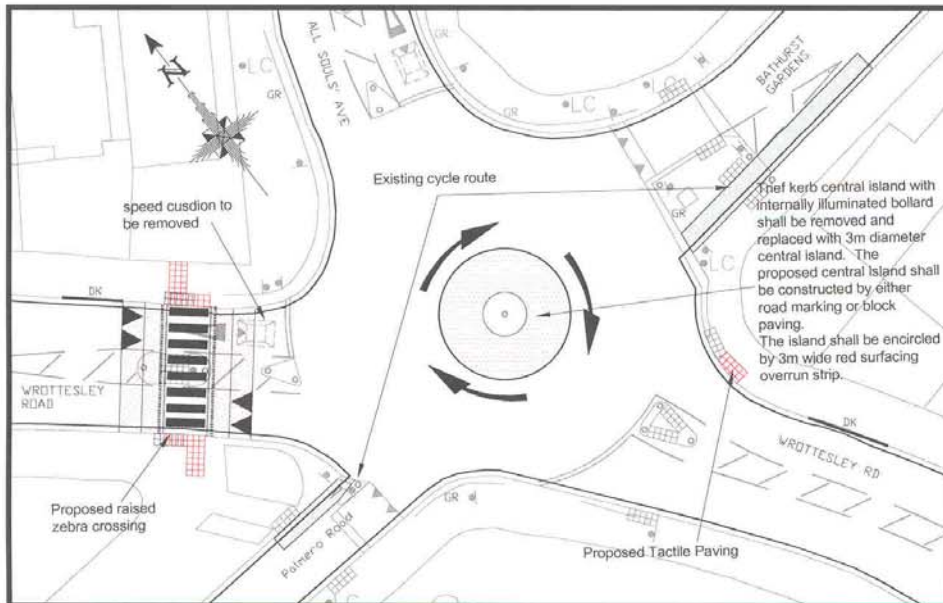 N
LC
GR
ALL SOULS' AVE
GR
LC
GR
BATHURST
GARDENS
Existing cycle route
speed cusdion to
be removed
GR
LC
Trief kerb central island with
internally illuminated bollard
shall be removed and
replaced with 3m diameter
central island. The
proposed central island shall
be constructed by either
road marking or block
paving.
The island shall be encircled
by 3m wide red surfacing
overrun strip.
DK
WROTTESLEY
ROAD
DK
WROTTESLEY RD
Proposed raised
zebra crossing
Palmero Raold
GR
Proposed Tactile Paving